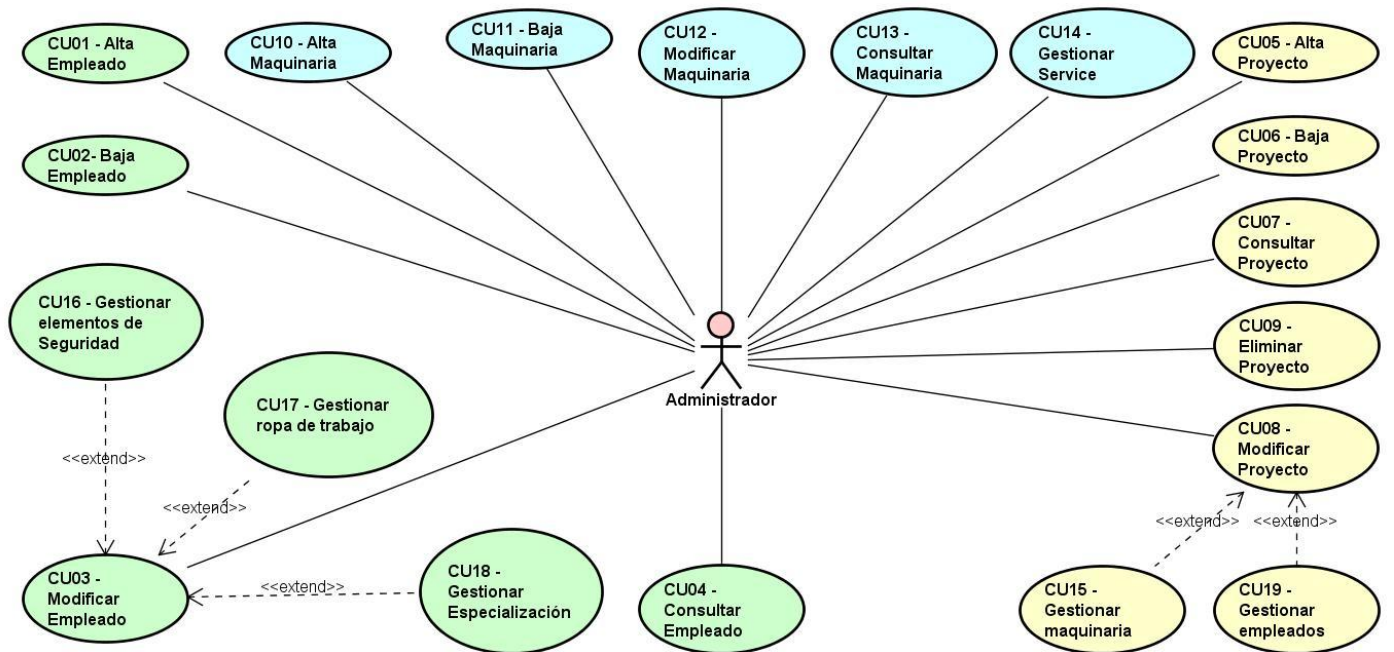 CU01 - Alta
Empleado
CU10 - Alta
Maquinaria
CU11 - Baja
Maquinaria
CU12 -
Modificar
Maquinaria
CU13 -
Consultar
Maquinaria
CU14 -
Gestionar
Service
CU05 - Alta
Proyecto
CU02- Baja
Empleado
CU06 - Baja
Proyecto
CU07 -
Consultar
Proyecto
CU16 - Gestionar
elementos de
Seguridad
CU09 -
Eliminar
Proyecto
Administrador
CU17 - Gestionar
ropa de trabajo
CU08 -
Modificar
Proyecto
<<extend>>
<<extend>>
<<extend>>
<<extend>>
<<extend>>
CU03 -
Modificar
Empleado
CU18 -
Gestionar
Especialización
CU04 -
Consultar
Empleado
CU15 -
Gestionar
maquinaria
CU19 -
Gestionar
empleados